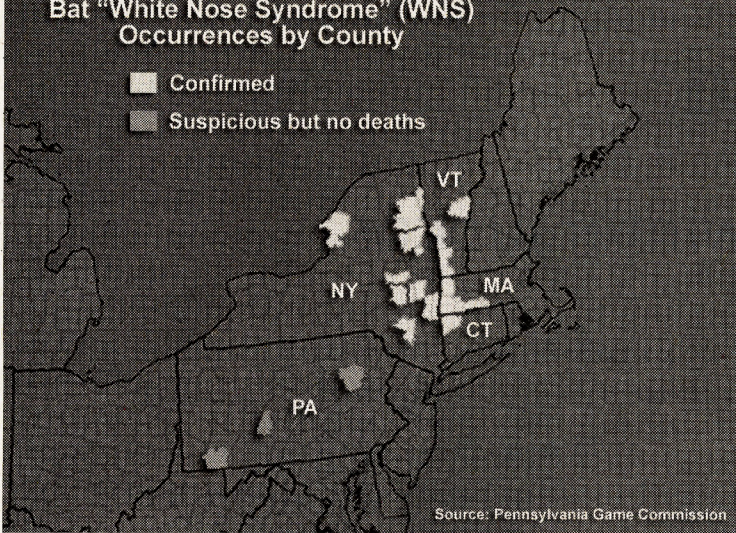 Bat “White Nose Syndrome” (WNS)
Occurrences by County
Confirmed
Suspicious but no deaths
VT
NY
MA
CT
PA
Source: Pennsylvania Game Commission